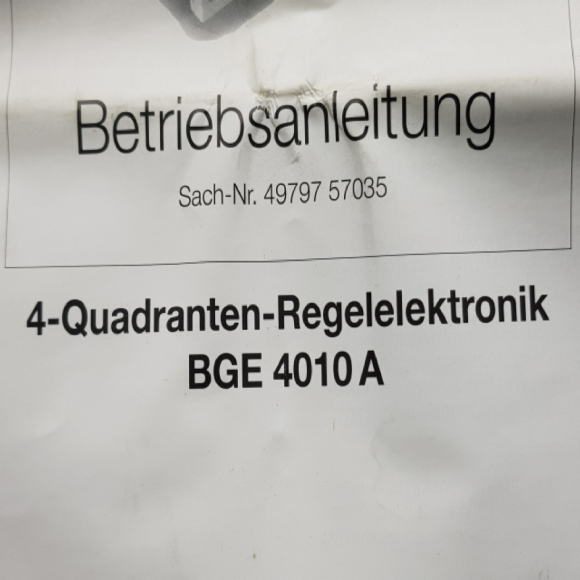 Betriebsanleitung
Sach-Nr. 49797 57035
4-Quadranten-Regelelektronik
BGE 4010 A